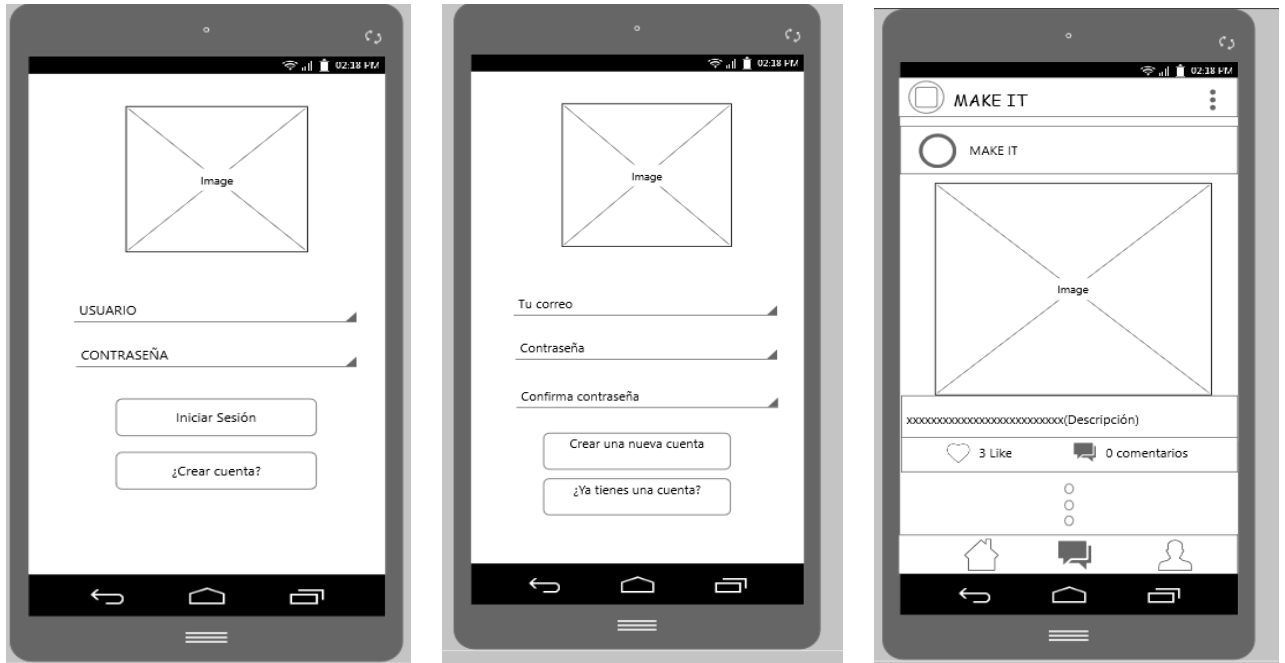 02:18 PM
Image
USUARIO
CONTRASEÑA
Iniciar Sesión
¿Crear cuenta?
02:18 PM
Image
Tu correo
Contraseña
Confirma contraseña
Crear una nueva cuenta
¿Ya tienes una cuenta?
02:18 PM
MAKE IT
MAKE IT
Image
xxxxxxxxxxxxxxxxxxxxxxxxxx(Descripción)
3 Like 0 comentarios